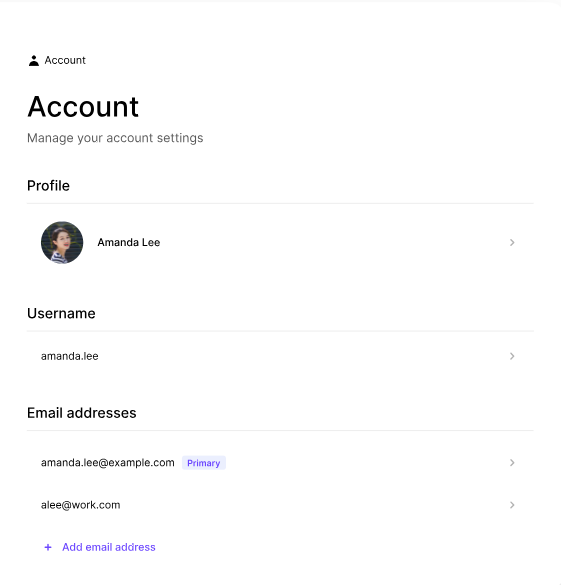 Account
Account
Manage your account settings
Profile
Amanda Lee
Username
amanda.lee
Email addresses
amanda.lee@example.com Primary
alee@work.com
+ Add email address